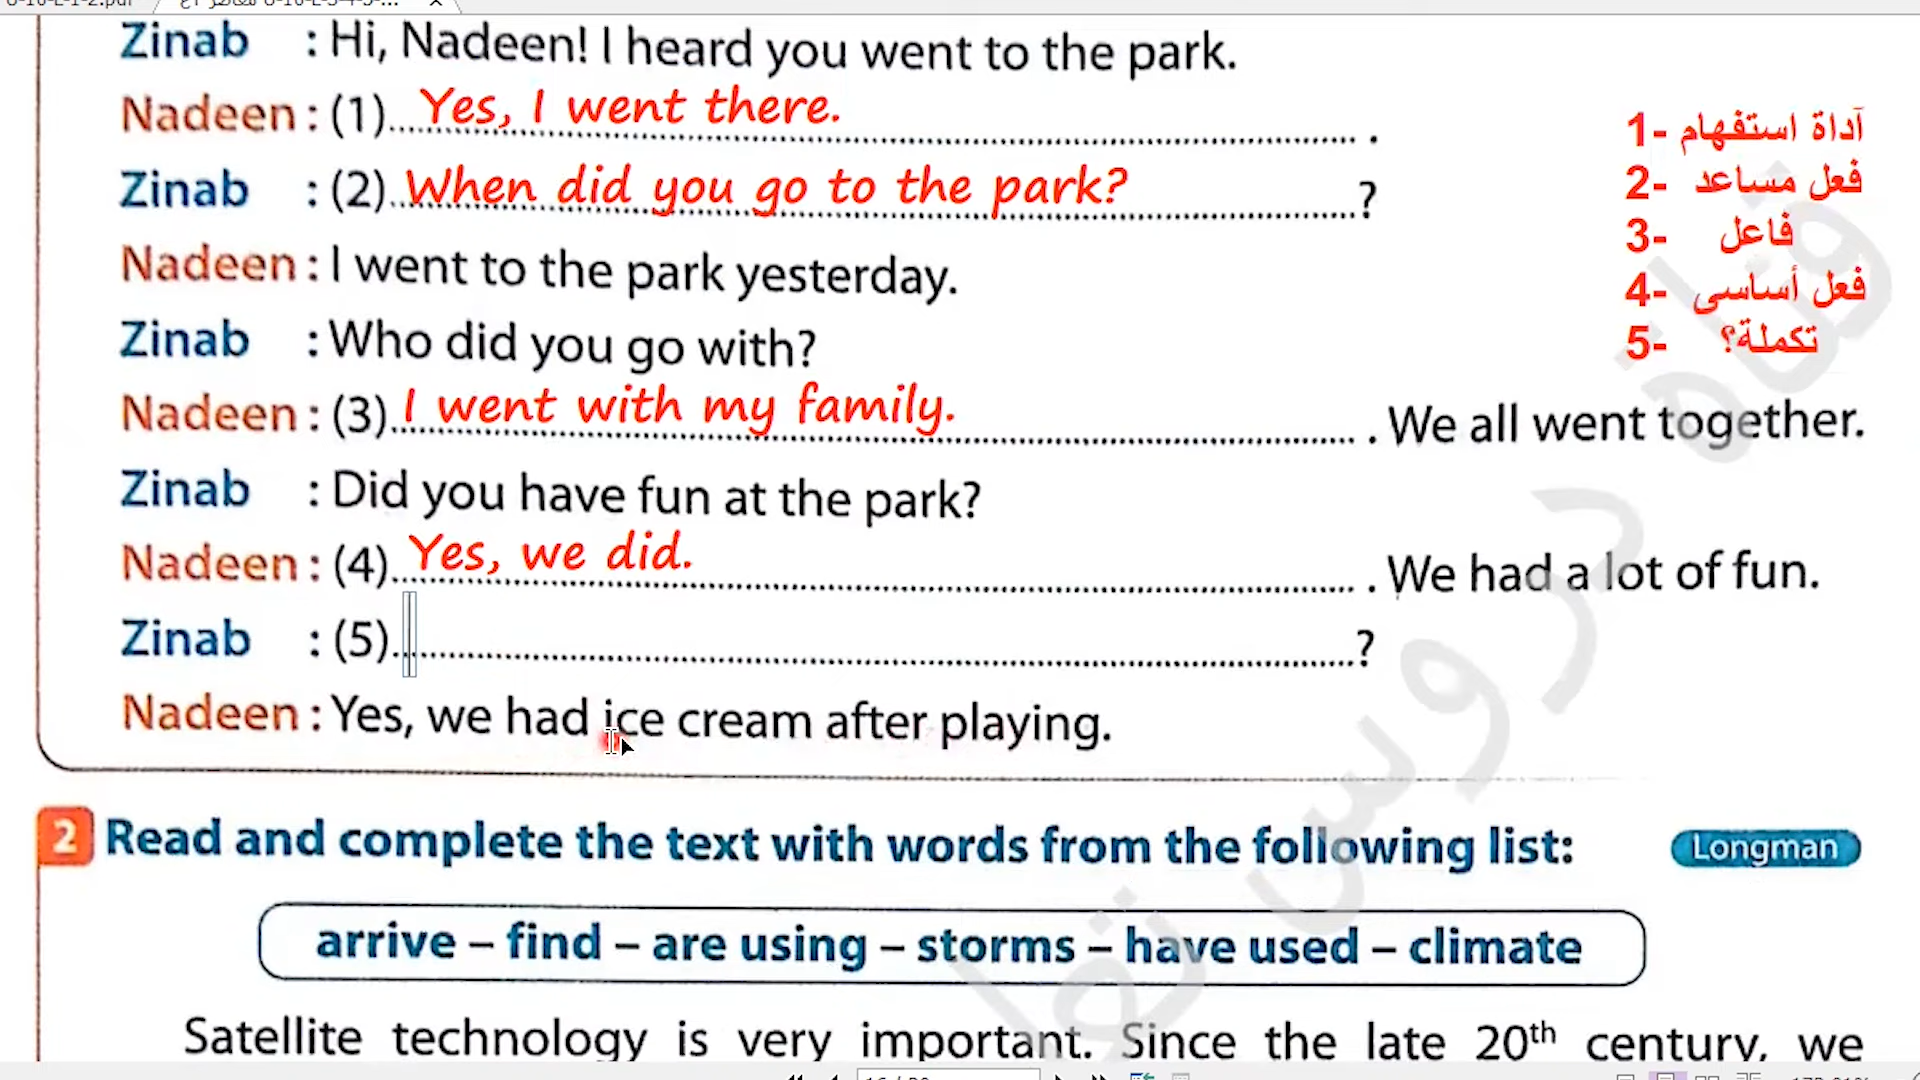 Zinab : Hi, Nadeen! I heard you went to the park.
Nadeen : (1)... Yes, I went there. .
Zinab : (2)... When did you go to the park? ?
Nadeen : I went to the park yesterday.
Zinab : Who did you go with?
Nadeen : (3)... I went with my family. . We all went together.
Zinab : Did you have fun at the park?
Nadeen : (4)... Yes, we did. . We had a lot of fun.
Zinab : (5)... ?
Nadeen : Yes, we had ice cream after playing.
1- آداة استفهام
2- فعل مساعد
3- فاعل
4- فعل أساسى
5- تكملة؟
2 Read and complete the text with words from the following list:
Longman
arrive – find – are using – storms – have used – climate
Satellite technology is very important. Since the late 20th century, we
قناة دروس